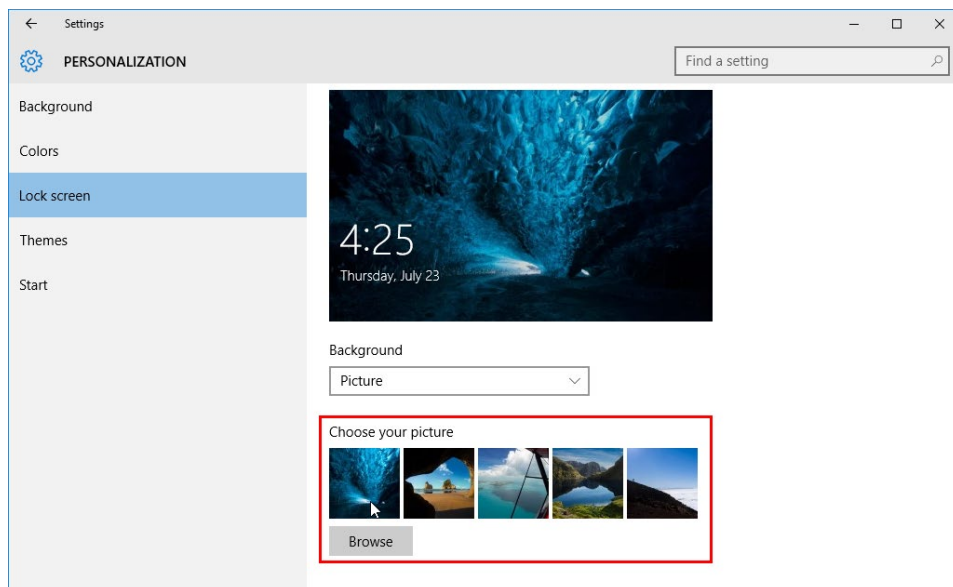 Settings
PERSONALIZATION
Find a setting
Background
Colors
Lock screen
Themes
Start
4:25
Thursday, July 23
Background
Picture
Choose your picture
Browse